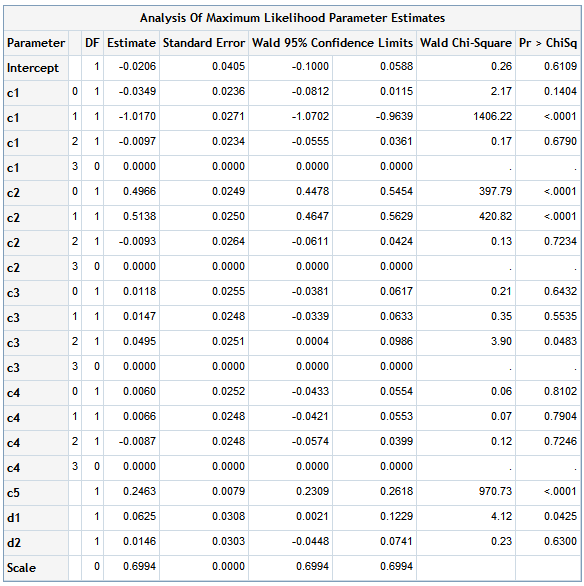 Analysis Of Maximum Likelihood Parameter Estimates
Parameter DF Estimate Standard Error Wald 95% Confidence Limits Wald Chi-Square Pr > ChiSq
Intercept 1 -0.0206 0.0405 -0.1000 0.0588 0.26 0.6109
c1 0 1 -0.0349 0.0236 -0.0812 0.0115 2.17 0.1404
c1 1 1 -1.0170 0.0271 -1.0702 -0.9639 1406.22 <.0001
c1 2 1 -0.0097 0.0234 -0.0555 0.0361 0.17 0.6790
c1 3 0 0.0000 0.0000 0.0000 0.0000 . .
c2 0 1 0.4966 0.0249 0.4478 0.5454 397.79 <.0001
c2 1 1 0.5138 0.0250 0.4647 0.5629 420.82 <.0001
c2 2 1 -0.0093 0.0264 -0.0611 0.0424 0.13 0.7234
c2 3 0 0.0000 0.0000 0.0000 0.0000 . .
c3 0 1 0.0118 0.0255 -0.0381 0.0617 0.21 0.6432
c3 1 1 0.0147 0.0248 -0.0339 0.0633 0.35 0.5535
c3 2 1 0.0495 0.0251 0.0004 0.0986 3.90 0.0483
c3 3 0 0.0000 0.0000 0.0000 0.0000 . .
c4 0 1 0.0060 0.0252 -0.0433 0.0554 0.06 0.8102
c4 1 1 0.0066 0.0248 -0.0421 0.0553 0.07 0.7904
c4 2 1 -0.0087 0.0248 -0.0574 0.0399 0.12 0.7246
c4 3 0 0.0000 0.0000 0.0000 0.0000 . .
c5 1 0.2463 0.0079 0.2309 0.2618 970.73 <.0001
d1 1 0.0625 0.0308 0.0021 0.1229 4.12 0.0425
d2 1 0.0146 0.0303 -0.0448 0.0741 0.23 0.6300
Scale 0 0.6994 0.0000 0.6994 0.6994